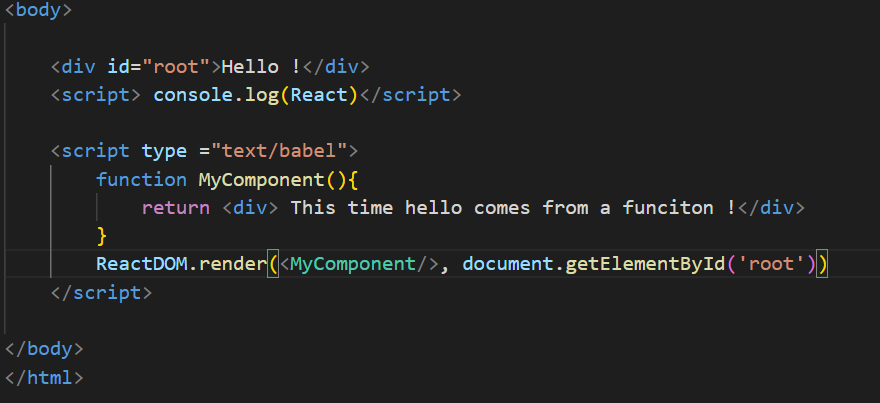 <body>
<div id="root">Hello !</div>
<script> console.log(React)</script>
<script type ="text/babel">
function MyComponent(){
return <div> This time hello comes from a funciton !</div>
}
ReactDOM.render(<MyComponent/>, document.getElementById('root'))
</script>
</body>
</html>